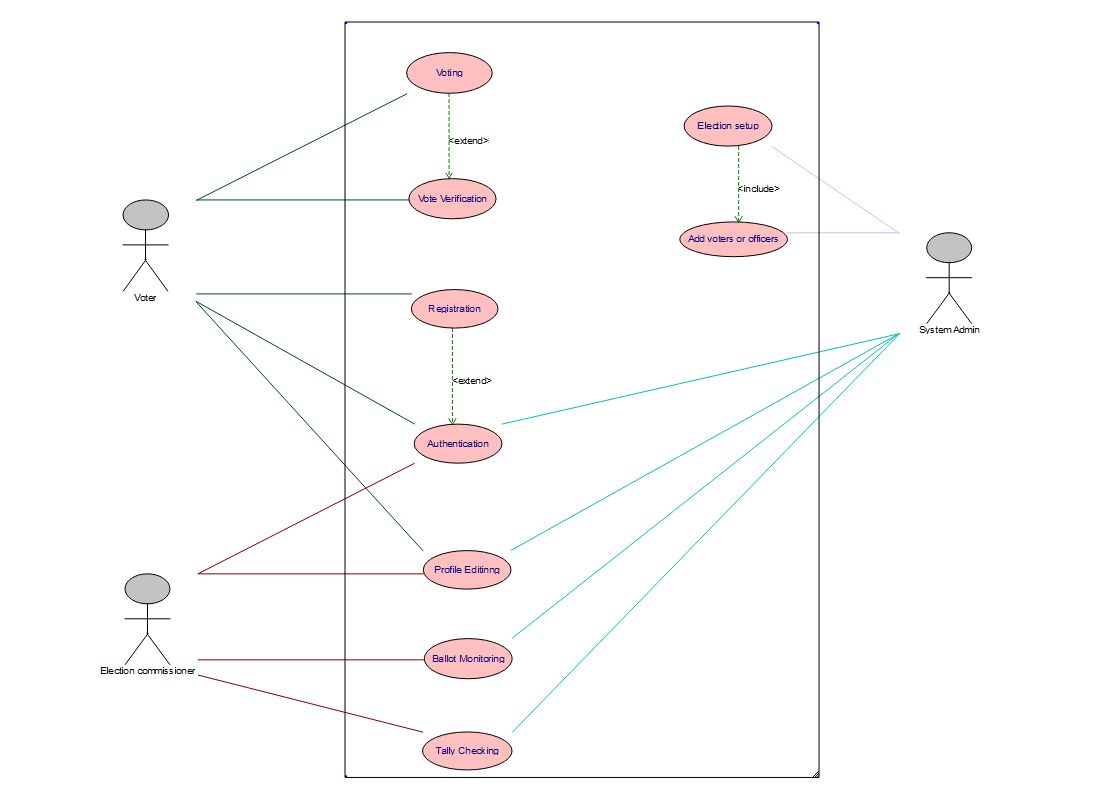 Voting
Election setup
<extend>
<include>
Vote Verification
Add voters or officers
Voter
Registration
System Admin
<extend>
Authentication
Profile Editinng
Ballot Monitoring
Election commissioner
Tally Checking